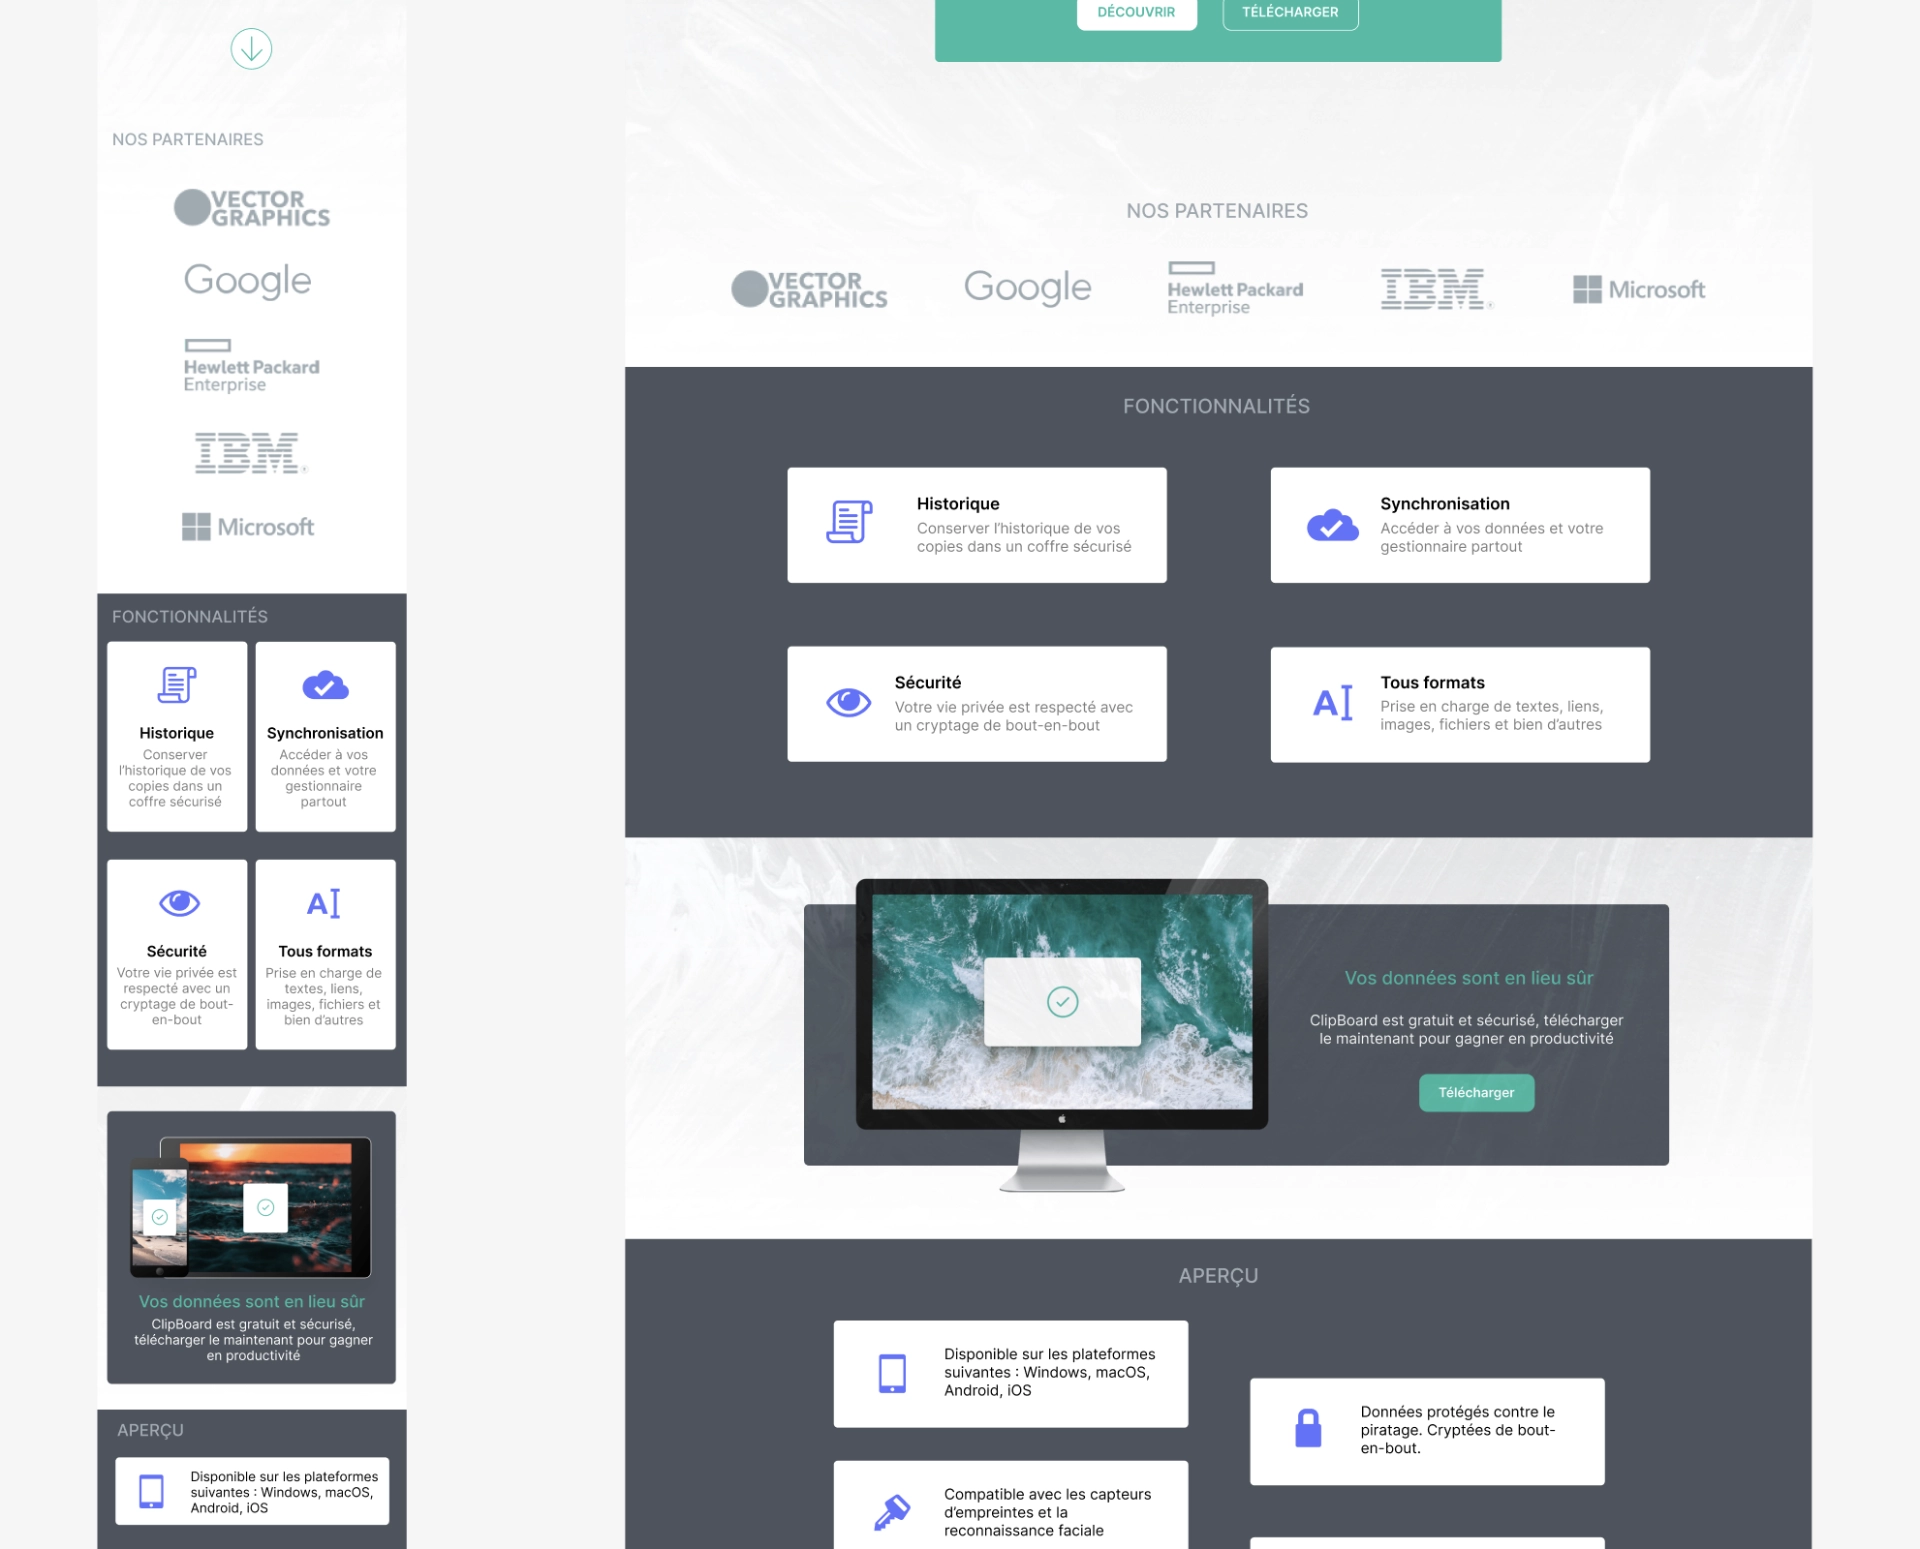 NOS PARTENAIRES
VECTOR
GRAPHICS
Google
Hewlett Packard
Enterprise
IBM
Microsoft
FONCTIONNALITÉS
Historique
Conserver
l’historique de vos
copies dans un
coffre sécurisé
Synchronisation
Accéder à vos
données et votre
gestionnaire
partout
Sécurité
Votre vie privée est
respecté avec un
cryptage de bout-
en-bout
AI
Tous formats
Prise en charge de
textes, liens,
images, fichiers et
bien d’autres
Vos données sont en lieu sûr
ClipBoard est gratuit et sécurisé,
télécharger le maintenant pour gagner
en productivité
APERÇU
Disponible sur les plateformes
suivantes : Windows, macOS,
Android, iOS
DÉCOUVRIR
TÉLÉCHARGER
NOS PARTENAIRES
VECTOR
GRAPHICS
Google
Hewlett Packard
Enterprise
IBM
Microsoft
FONCTIONNALITÉS
Historique
Conserver l’historique de vos
copies dans un coffre sécurisé
Synchronisation
Accéder à vos données et votre
gestionnaire partout
Sécurité
Votre vie privée est respecté avec
un cryptage de bout-en-bout
AI
Tous formats
Prise en charge de textes, liens,
images, fichiers et bien d’autres
Vos données sont en lieu sûr
ClipBoard est gratuit et sécurisé, télécharger
le maintenant pour gagner en productivité
Télécharger
APERÇU
Disponible sur les plateformes
suivantes : Windows, macOS,
Android, iOS
Données protégés contre le
piratage. Cryptées de bout-
en-bout.
Compatible avec les capteurs
d’empreintes et la
reconnaissance faciale